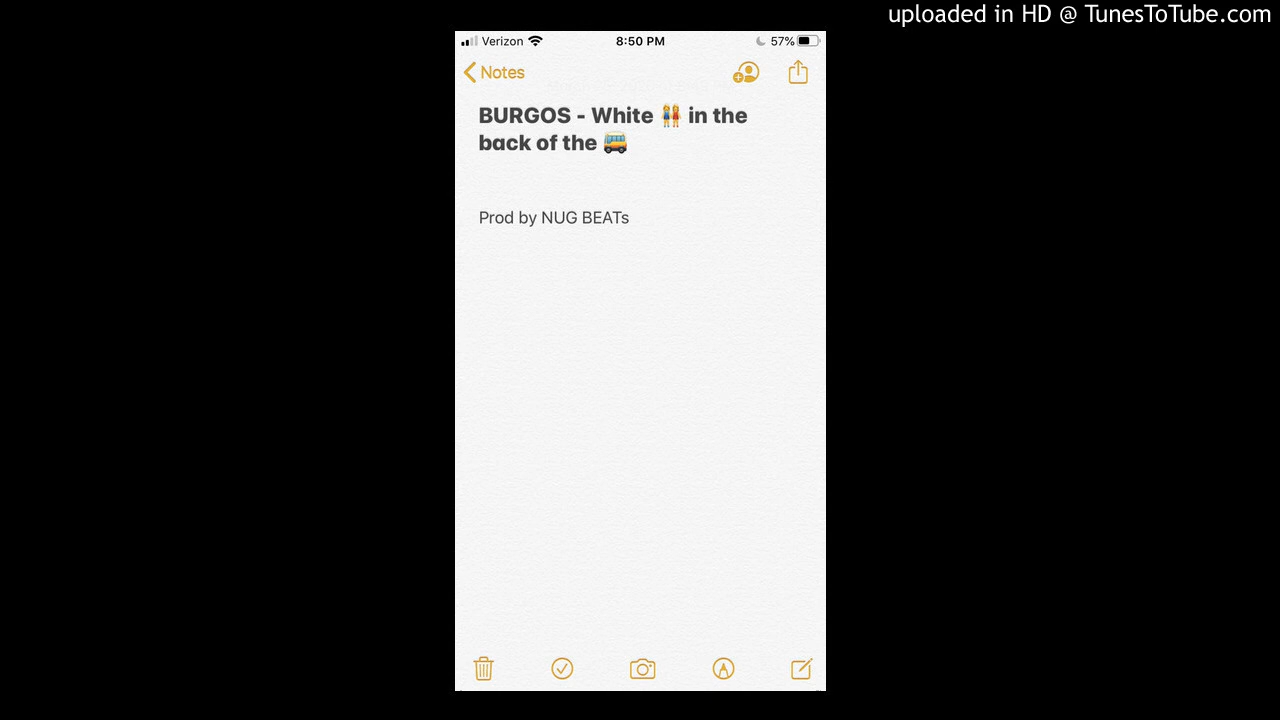 uploaded in HD @ TunesToTube.com
Verizon 8:50 PM 57%
Notes
BURGOS - White 👭 in the
back of the 🚌
Prod by NUG BEATs